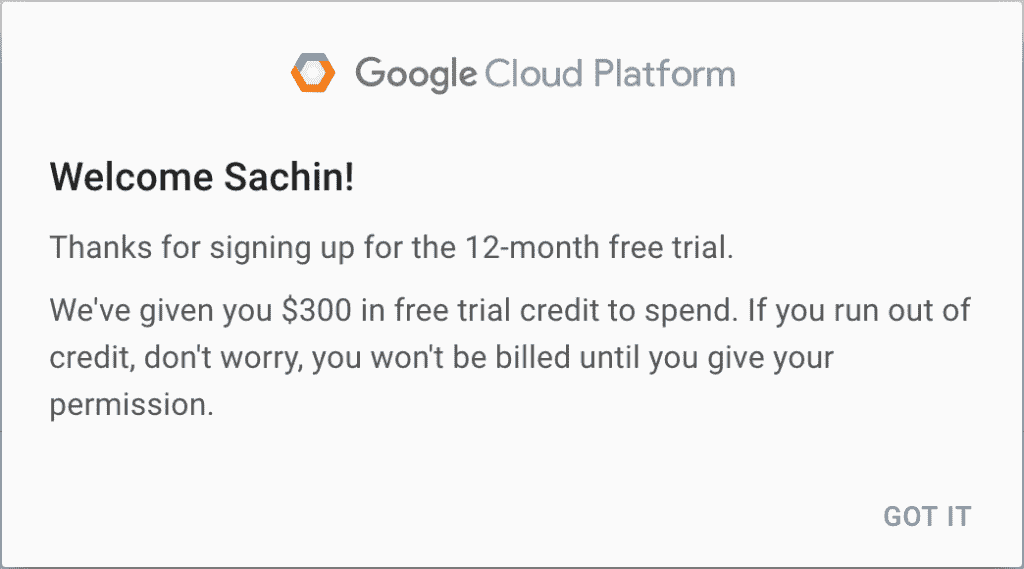 Google Cloud Platform
Welcome Sachin!
Thanks for signing up for the 12-month free trial.
We've given you $300 in free trial credit to spend. If you run out of
credit, don't worry, you won't be billed until you give your
permission.
GOT IT